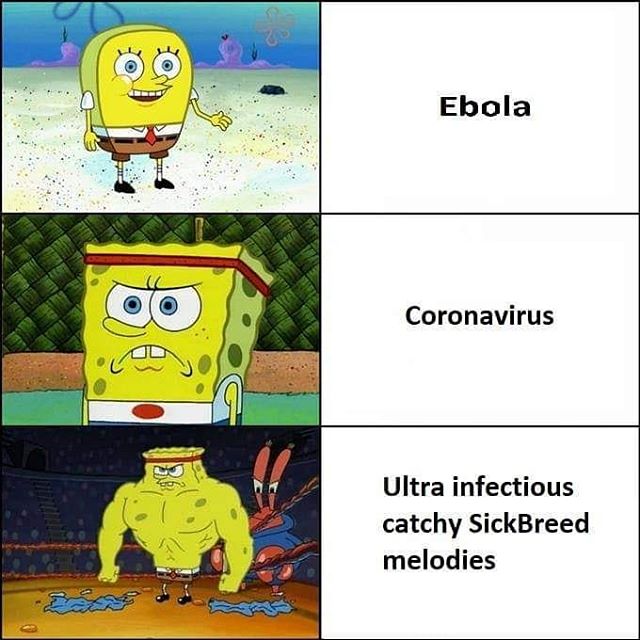 Ebola
Coronavirus
Ultra infectious
catchy SickBreed
melodies